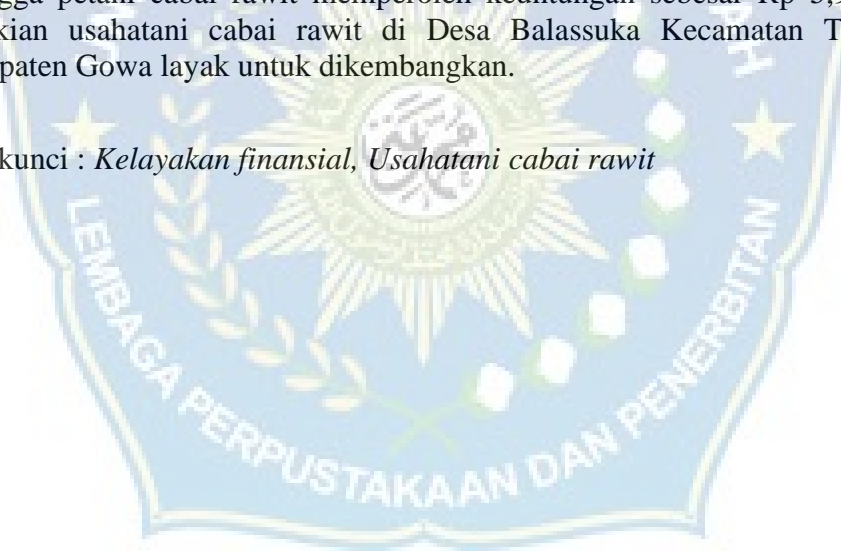 petani cabai rawit memperoleh keuntungan sebesar Rp
usahatani cabai rawit di Desa Balassuka Kecamatan
Gowa layak untuk dikembangkan.
kunci : Kelayakan finansial, Usahatani cabai rawit
LEMBAGA PERPUSTAKAAN DAN PENERBITAN